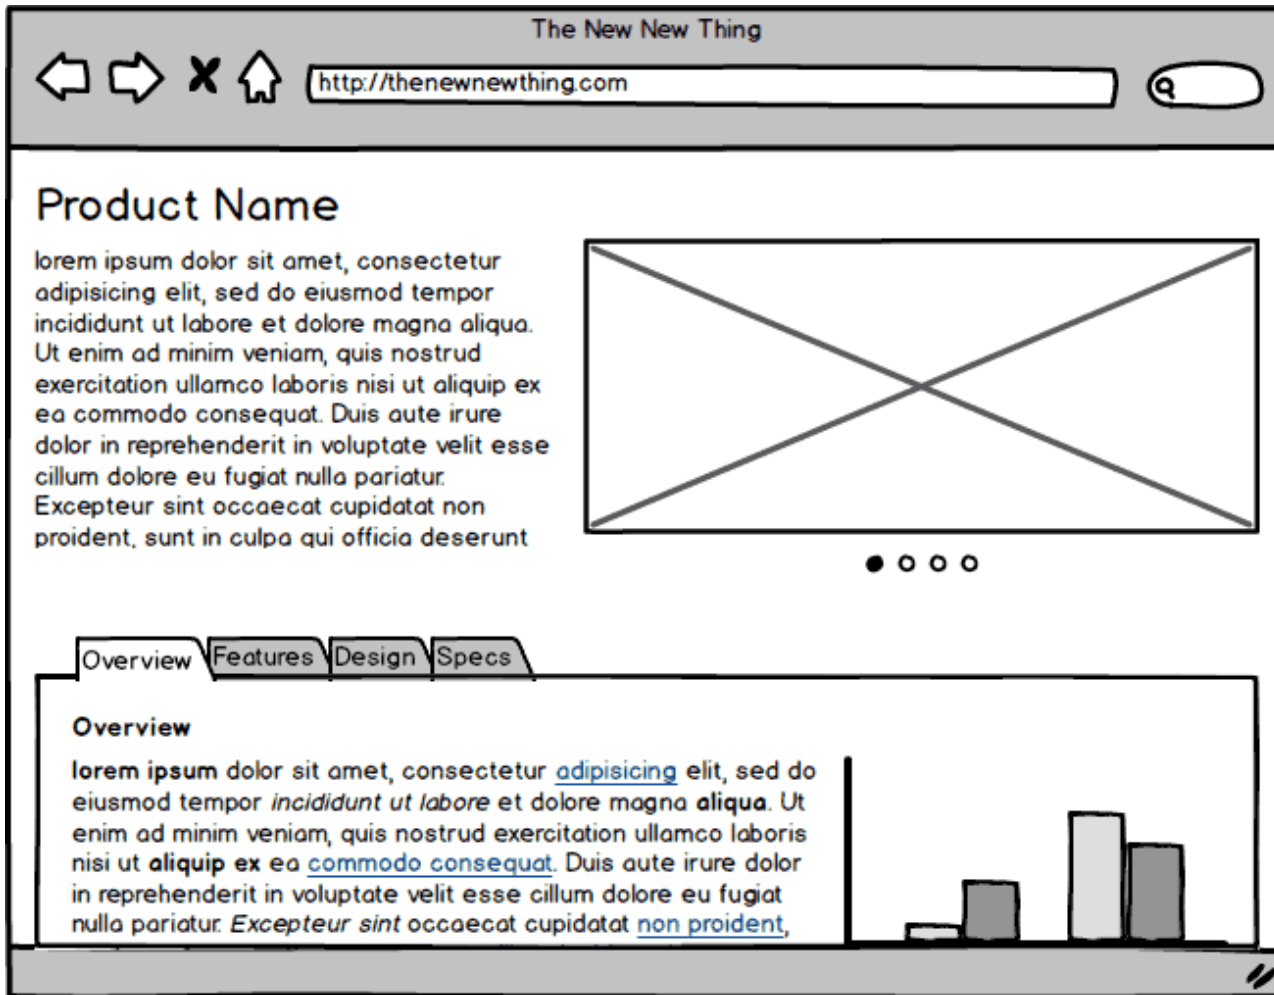 The New New Thing
http://thenewnewthing.com
Product Name
lorem ipsum dolor sit amet, consectetur
adipisicing elit, sed do eiusmod tempor
incididunt ut labore et dolore magna aliqua.
Ut enim ad minim veniam, quis nostrud
exercitation ullamco laboris nisi ut aliquip ex
ea commodo consequat. Duis aute irure
dolor in reprehenderit in voluptate velit esse
cillum dolore eu fugiat nulla pariatur.
Excepteur sint occaecat cupidatat non
proident, sunt in culpa qui officia deserunt
Overview Features Design Specs
Overview
lorem ipsum dolor sit amet, consectetur adipisicing elit, sed do
eiusmod tempor incididunt ut labore et dolore magna aliqua. Ut
enim ad minim veniam, quis nostrud exercitation ullamco laboris
nisi ut aliquip ex ea commodo consequat. Duis aute irure dolor
in reprehenderit in voluptate velit esse cillum dolore eu fugiat
nulla pariatur. Excepteur sint occaecat cupidatat non proident,